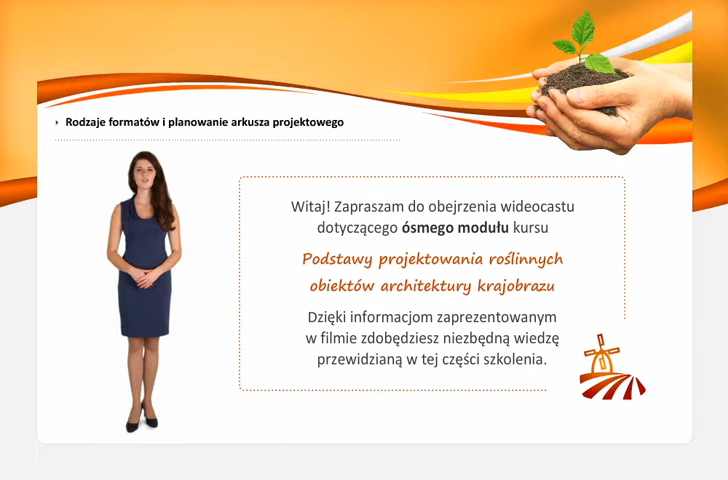 Rodzaje formatów i planowanie arkusza projektowego
Witaj! Zapraszam do obejrzenia wideocastu
dotyczącego ósmego modułu kursu
Podstawy projektowania roślinnych
obiektów architektury krajobrazu
Dzięki informacjom zaprezentowanym
w filmie zdobędziesz niezbędną wiedzę
przewidzianą w tej części szkolenia.